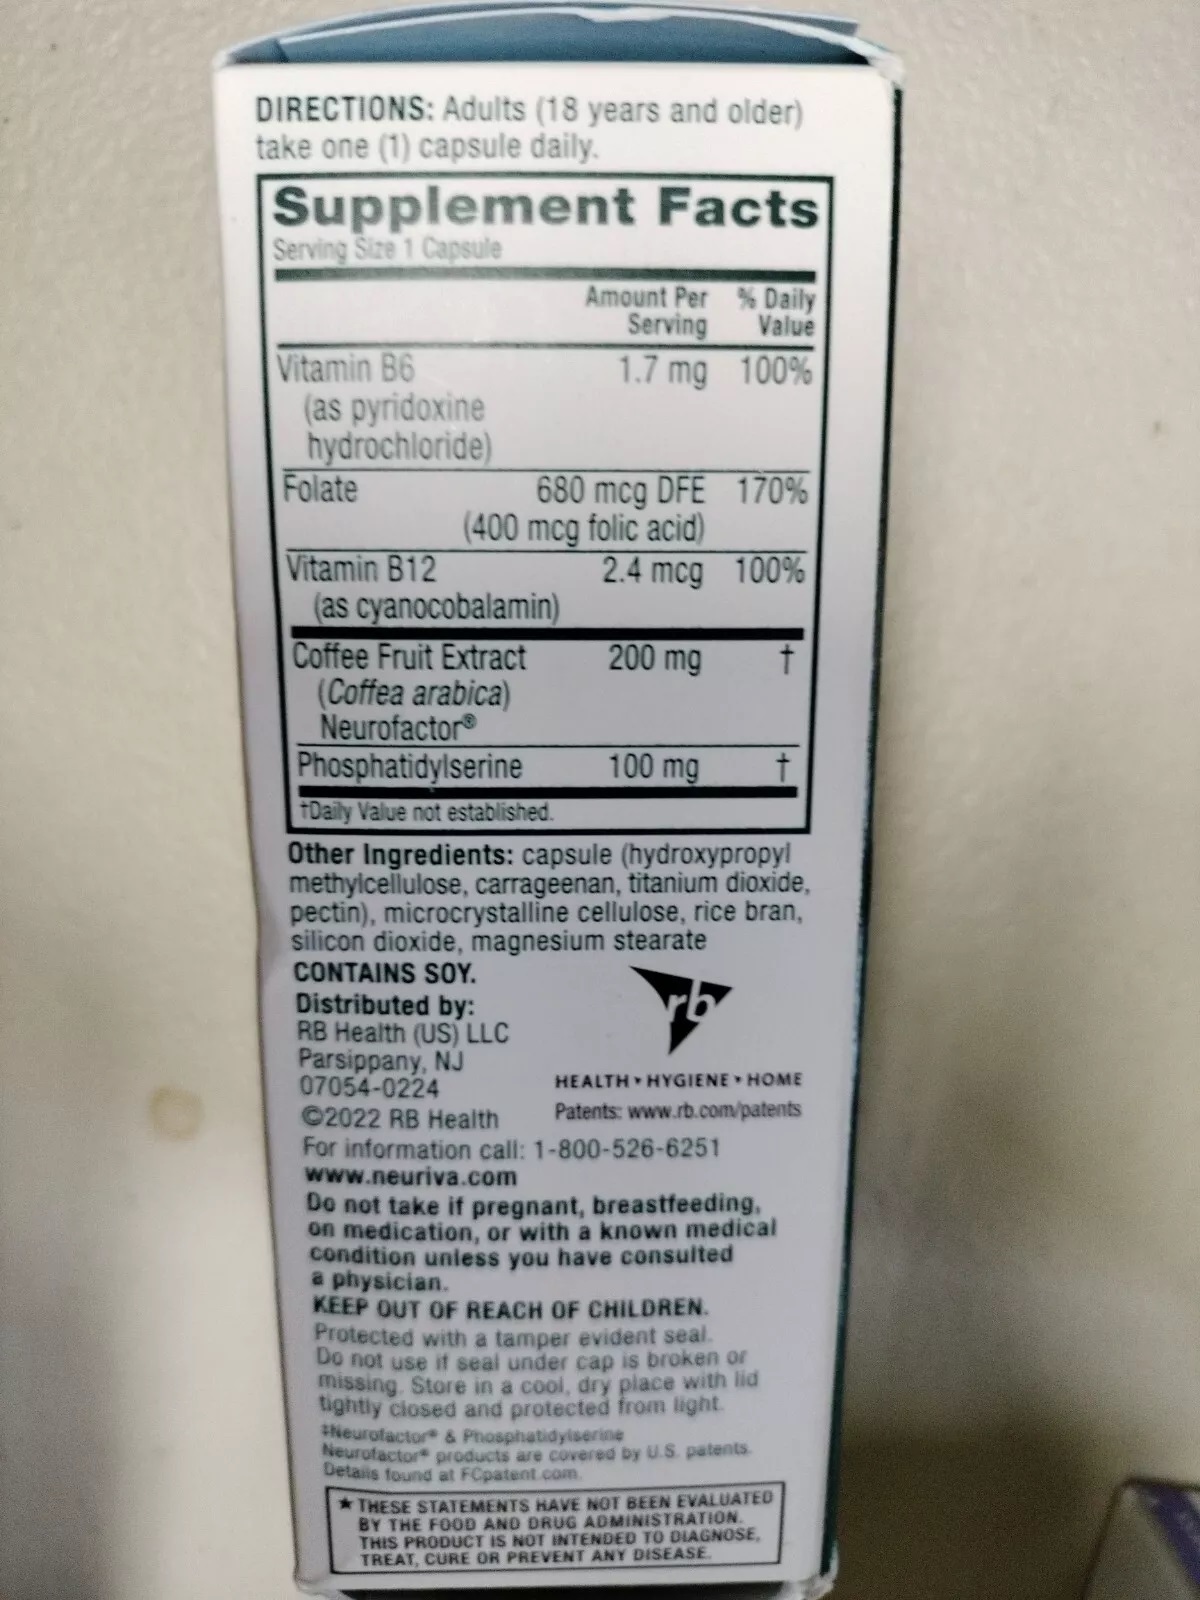 DIRECTIONS: Adults (18 years and older)
take one (1) capsule daily.
Supplement Facts
Serving Size 1 Capsule
Amount Per % Daily
Serving Value
Vitamin B6 1.7 mg 100%
(as pyridoxine
hydrochloride)
Folate 680 mcg DFE 170%
(400 mcg folic acid)
Vitamin B12 2.4 mcg 100%
(as cyanocobalamin)
Coffee Fruit Extract 200 mg †
(Coffea arabica)
Neurofactor®
Phosphatidylserine 100 mg †
†Daily Value not established.
Other Ingredients: capsule (hydroxypropyl
methylcellulose, carrageenan, titanium dioxide,
pectin), microcrystalline cellulose, rice bran,
silicon dioxide, magnesium stearate
CONTAINS SOY.
Distributed by:
RB Health (US) LLC
Parsippany, NJ
07054-0224
©2022 RB Health
rb
HEALTH • HYGIENE • HOME
Patents: www.rb.com/patents
For information call: 1-800-526-6251
www.neuriva.com
Do not take if pregnant, breastfeeding,
on medication, or with a known medical
condition unless you have consulted
a physician.
KEEP OUT OF REACH OF CHILDREN.
Protected with a tamper evident seal.
Do not use if seal under cap is broken or
missing. Store in a cool, dry place with lid
tightly closed and protected from light.
‡Neurofactor® & Phosphatidylserine
Neurofactor® products are covered by U.S. patents.
Details found at FCpatent.com.
★ THESE STATEMENTS HAVE NOT BEEN EVALUATED
BY THE FOOD AND DRUG ADMINISTRATION.
THIS PRODUCT IS NOT INTENDED TO DIAGNOSE,
TREAT, CURE OR PREVENT ANY DISEASE.